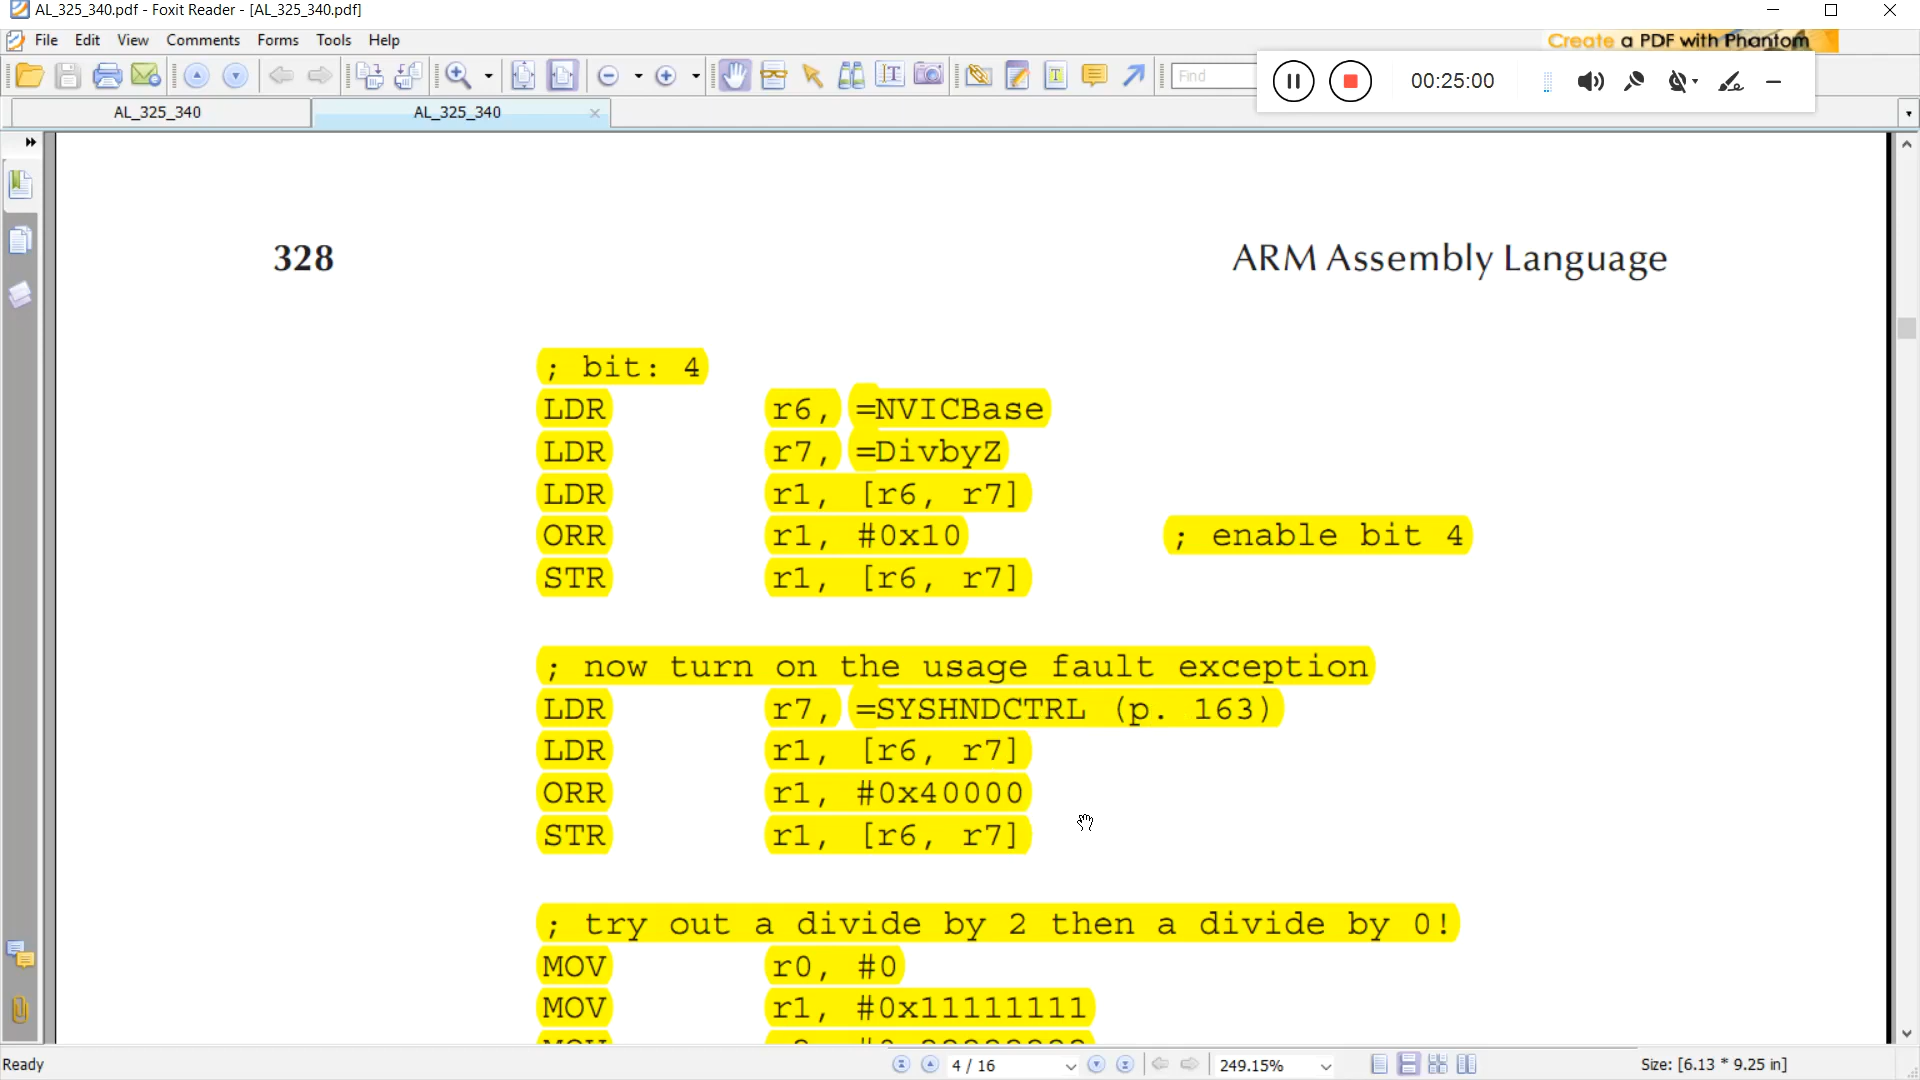 AL_325_340.pdf - Foxit Reader - [AL_325_340.pdf]
File Edit View Comments Forms Tools Help
Create a PDF with Phantom
Find
00:25:00
AL_325_340 AL_325_340
328 ARM Assembly Language
; bit: 4
LDR r6, =NVICBase
LDR r7, =DivbyZ
LDR r1, [r6, r7]
ORR r1, #0x10 ; enable bit 4
STR r1, [r6, r7]
; now turn on the usage fault exception
LDR r7, =SYSHNDCTRL (p. 163)
LDR r1, [r6, r7]
ORR r1, #0x40000
STR r1, [r6, r7]
; try out a divide by 2 then a divide by 0!
MOV r0, #0
MOV r1, #0x11111111
Ready 4 / 16 249.15% Size: [6.13 * 9.25 in]